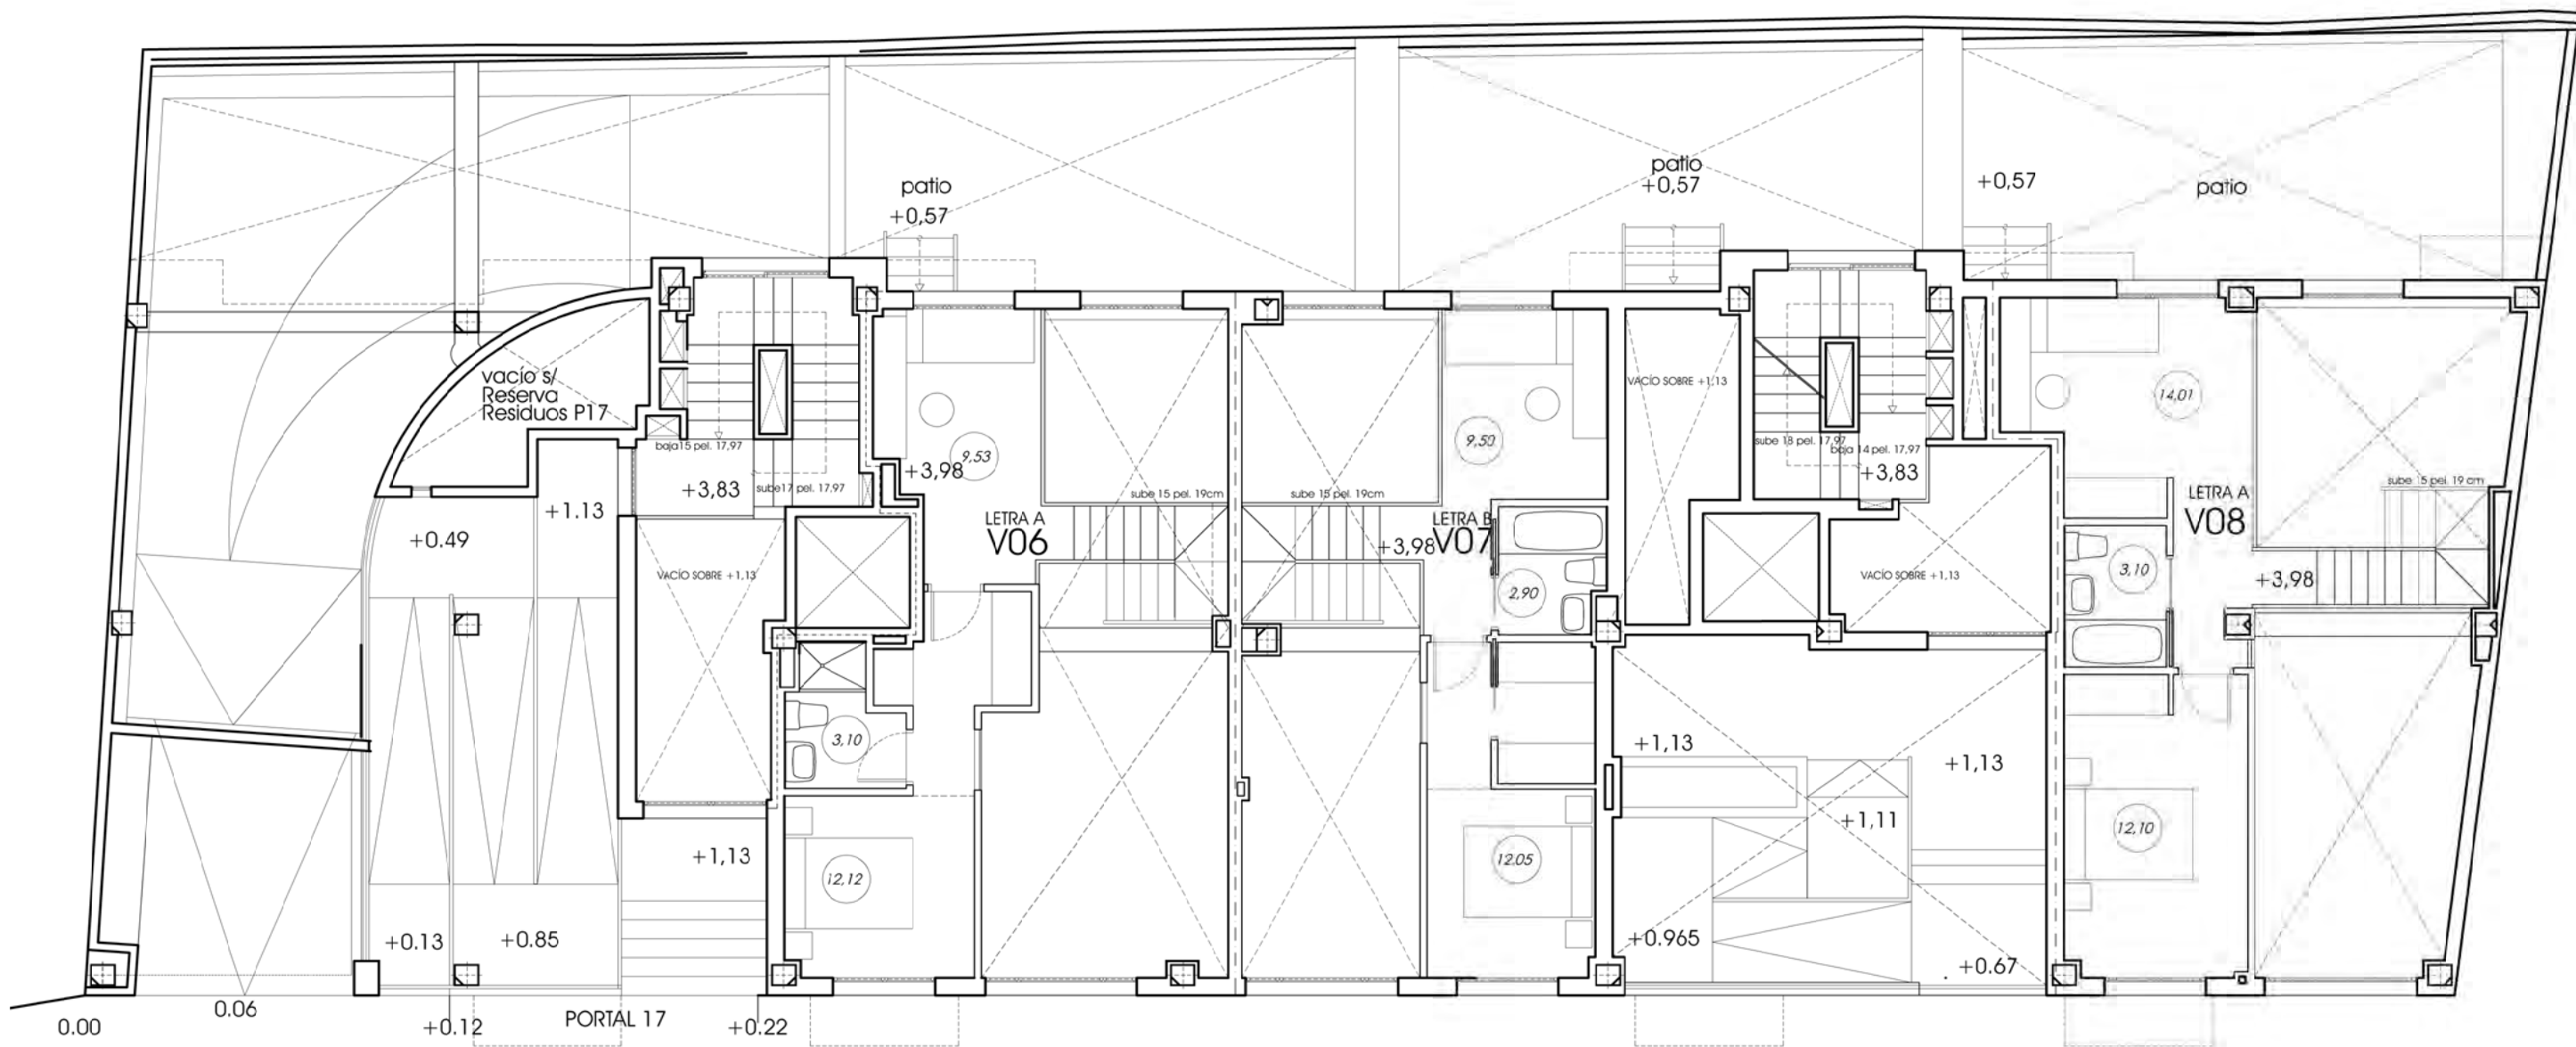 patio
+0,57
patio
+0,57
+0,57
patio
vacío s/
Reserva
Residuos P17
baja15 pel. 17,97
+3,83
sube17 pel. 17.97
+3,98
9,53
sube 15 pel. 19cm
LETRA A
V06
sube 15 pel. 19cm
9,50
LETRA B
+3,98
V07
2,90
VACÍO SOBRE +1,13
sube 18 pel. 17,97
baja 14 pel. 17,97
+3,83
14,01
sube 15 pel. 19 cm
LETRA A
V08
3,10
+3,98
+1.13
+0.49
VACÍO SOBRE +1,13
VACÍO SOBRE +1,13
3,10
+1,13
+1,13
+1,11
+1,13
12,12
12.05
12,10
+0.13
+0.85
+0.965
+0.67
0.00
0.06
+0.12
PORTAL 17
+0.22